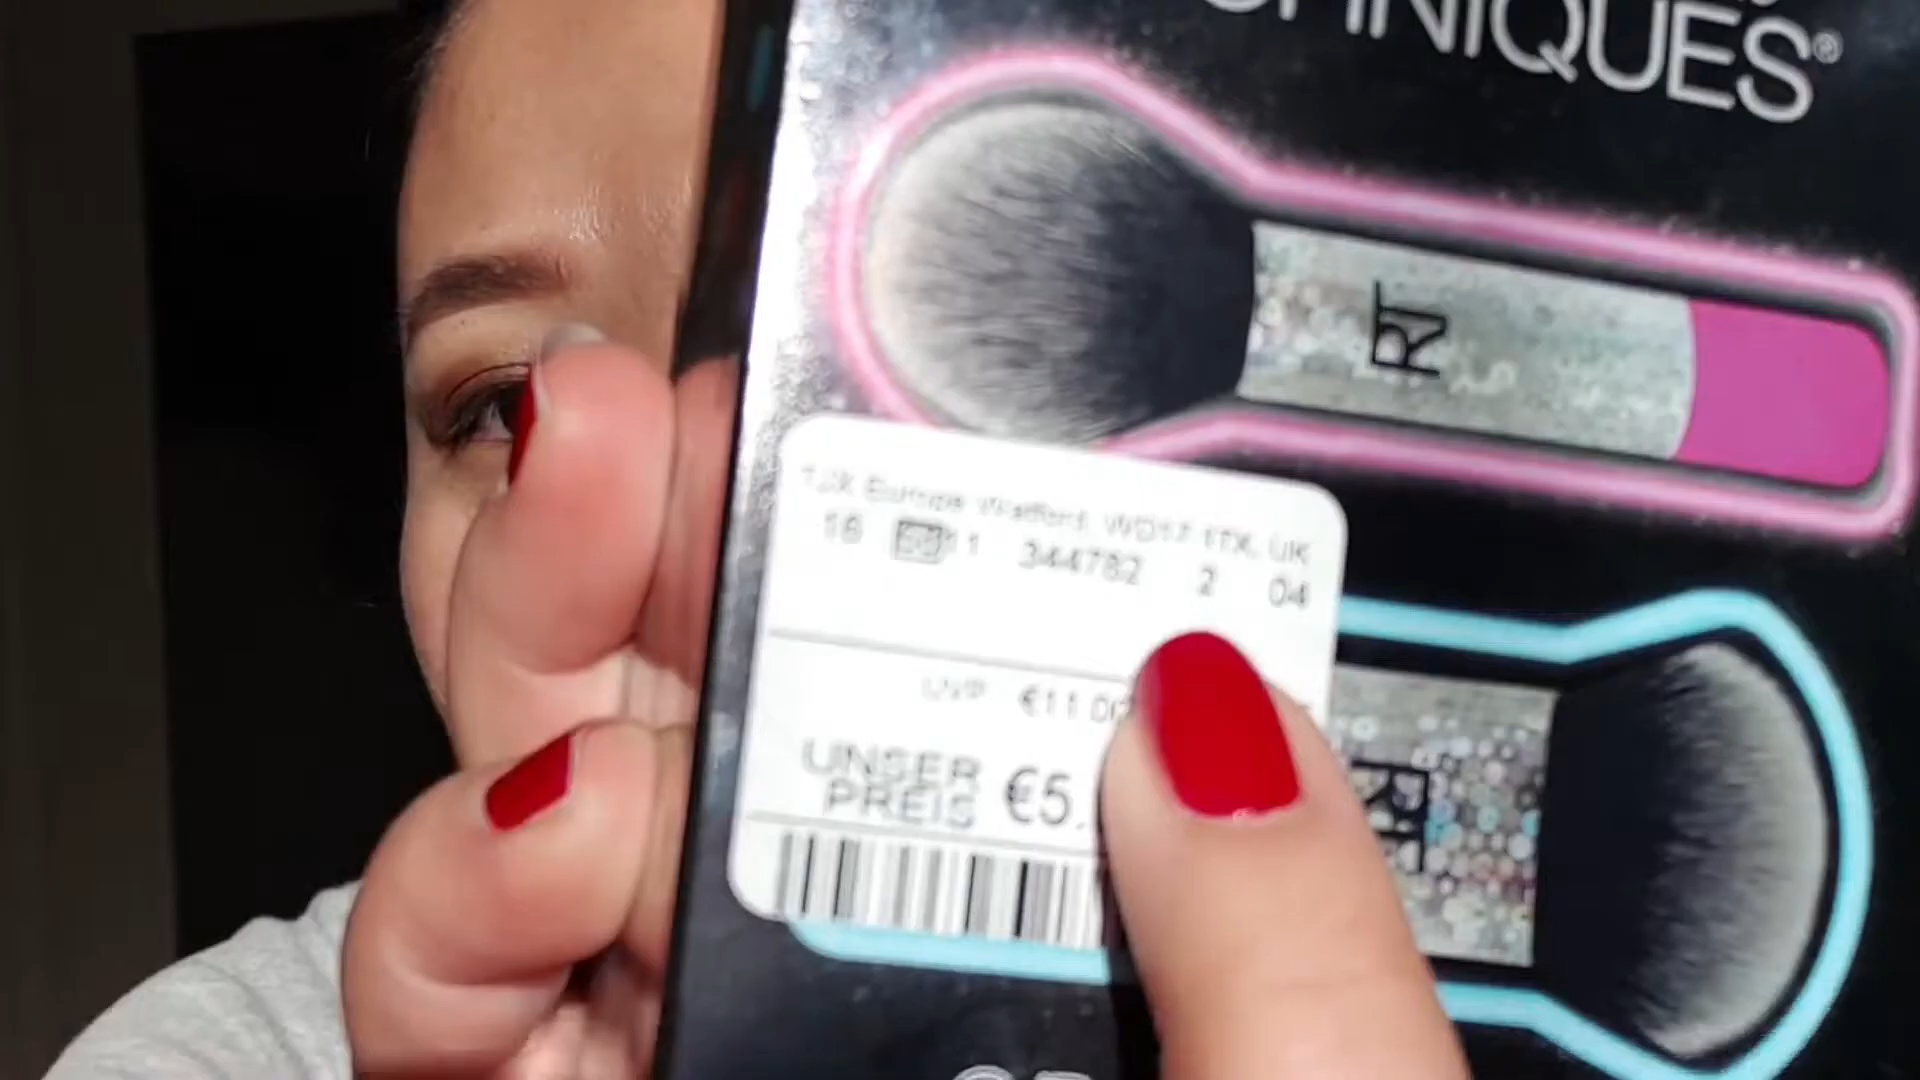 CHNIQUES®
RT
TJX Europe Watford, WD17 1TX, UK
16 11 344782 2 04
UVP €11.00
UNSER
PREIS €5.
RT